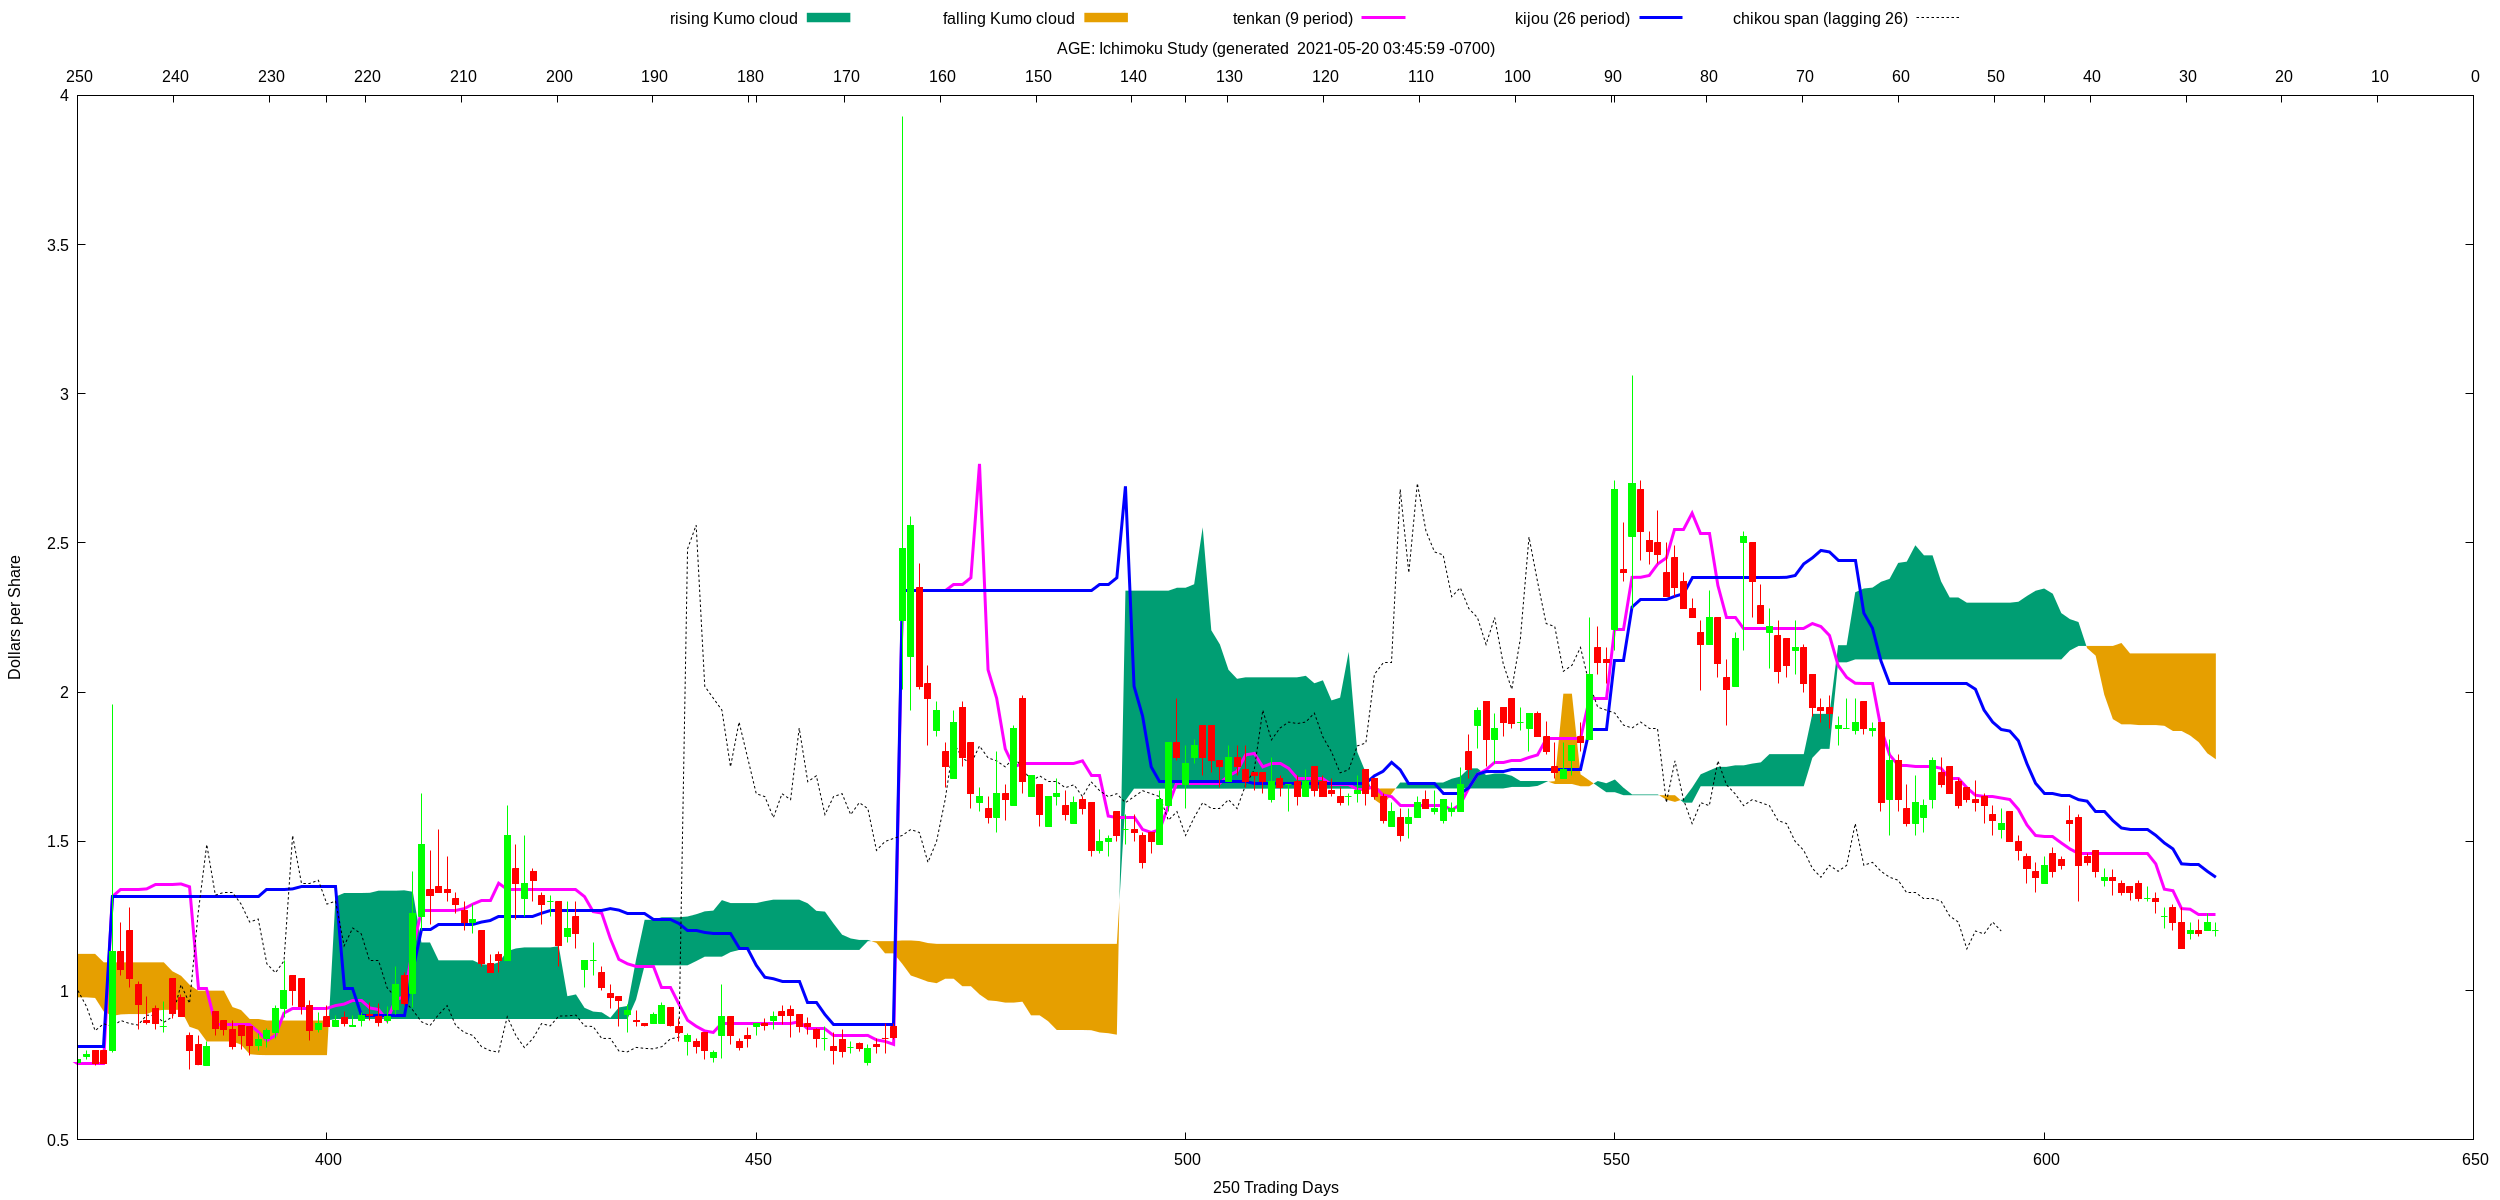 rising Kumo cloud falling Kumo cloud tenkan (9 period) kijou (26 period) chikou span (lagging 26)
AGE: Ichimoku Study (generated  2021-05-20 03:45:59 -0700)
250 240 230 220 210 200 190 180 170 160 150 140 130 120 110 100 90 80 70 60 50 40 30 20 10 0
4
3.5
3
2.5
Dollars per Share
2
1.5
1
0.5
400 450 500 550 600 650
250 Trading Days